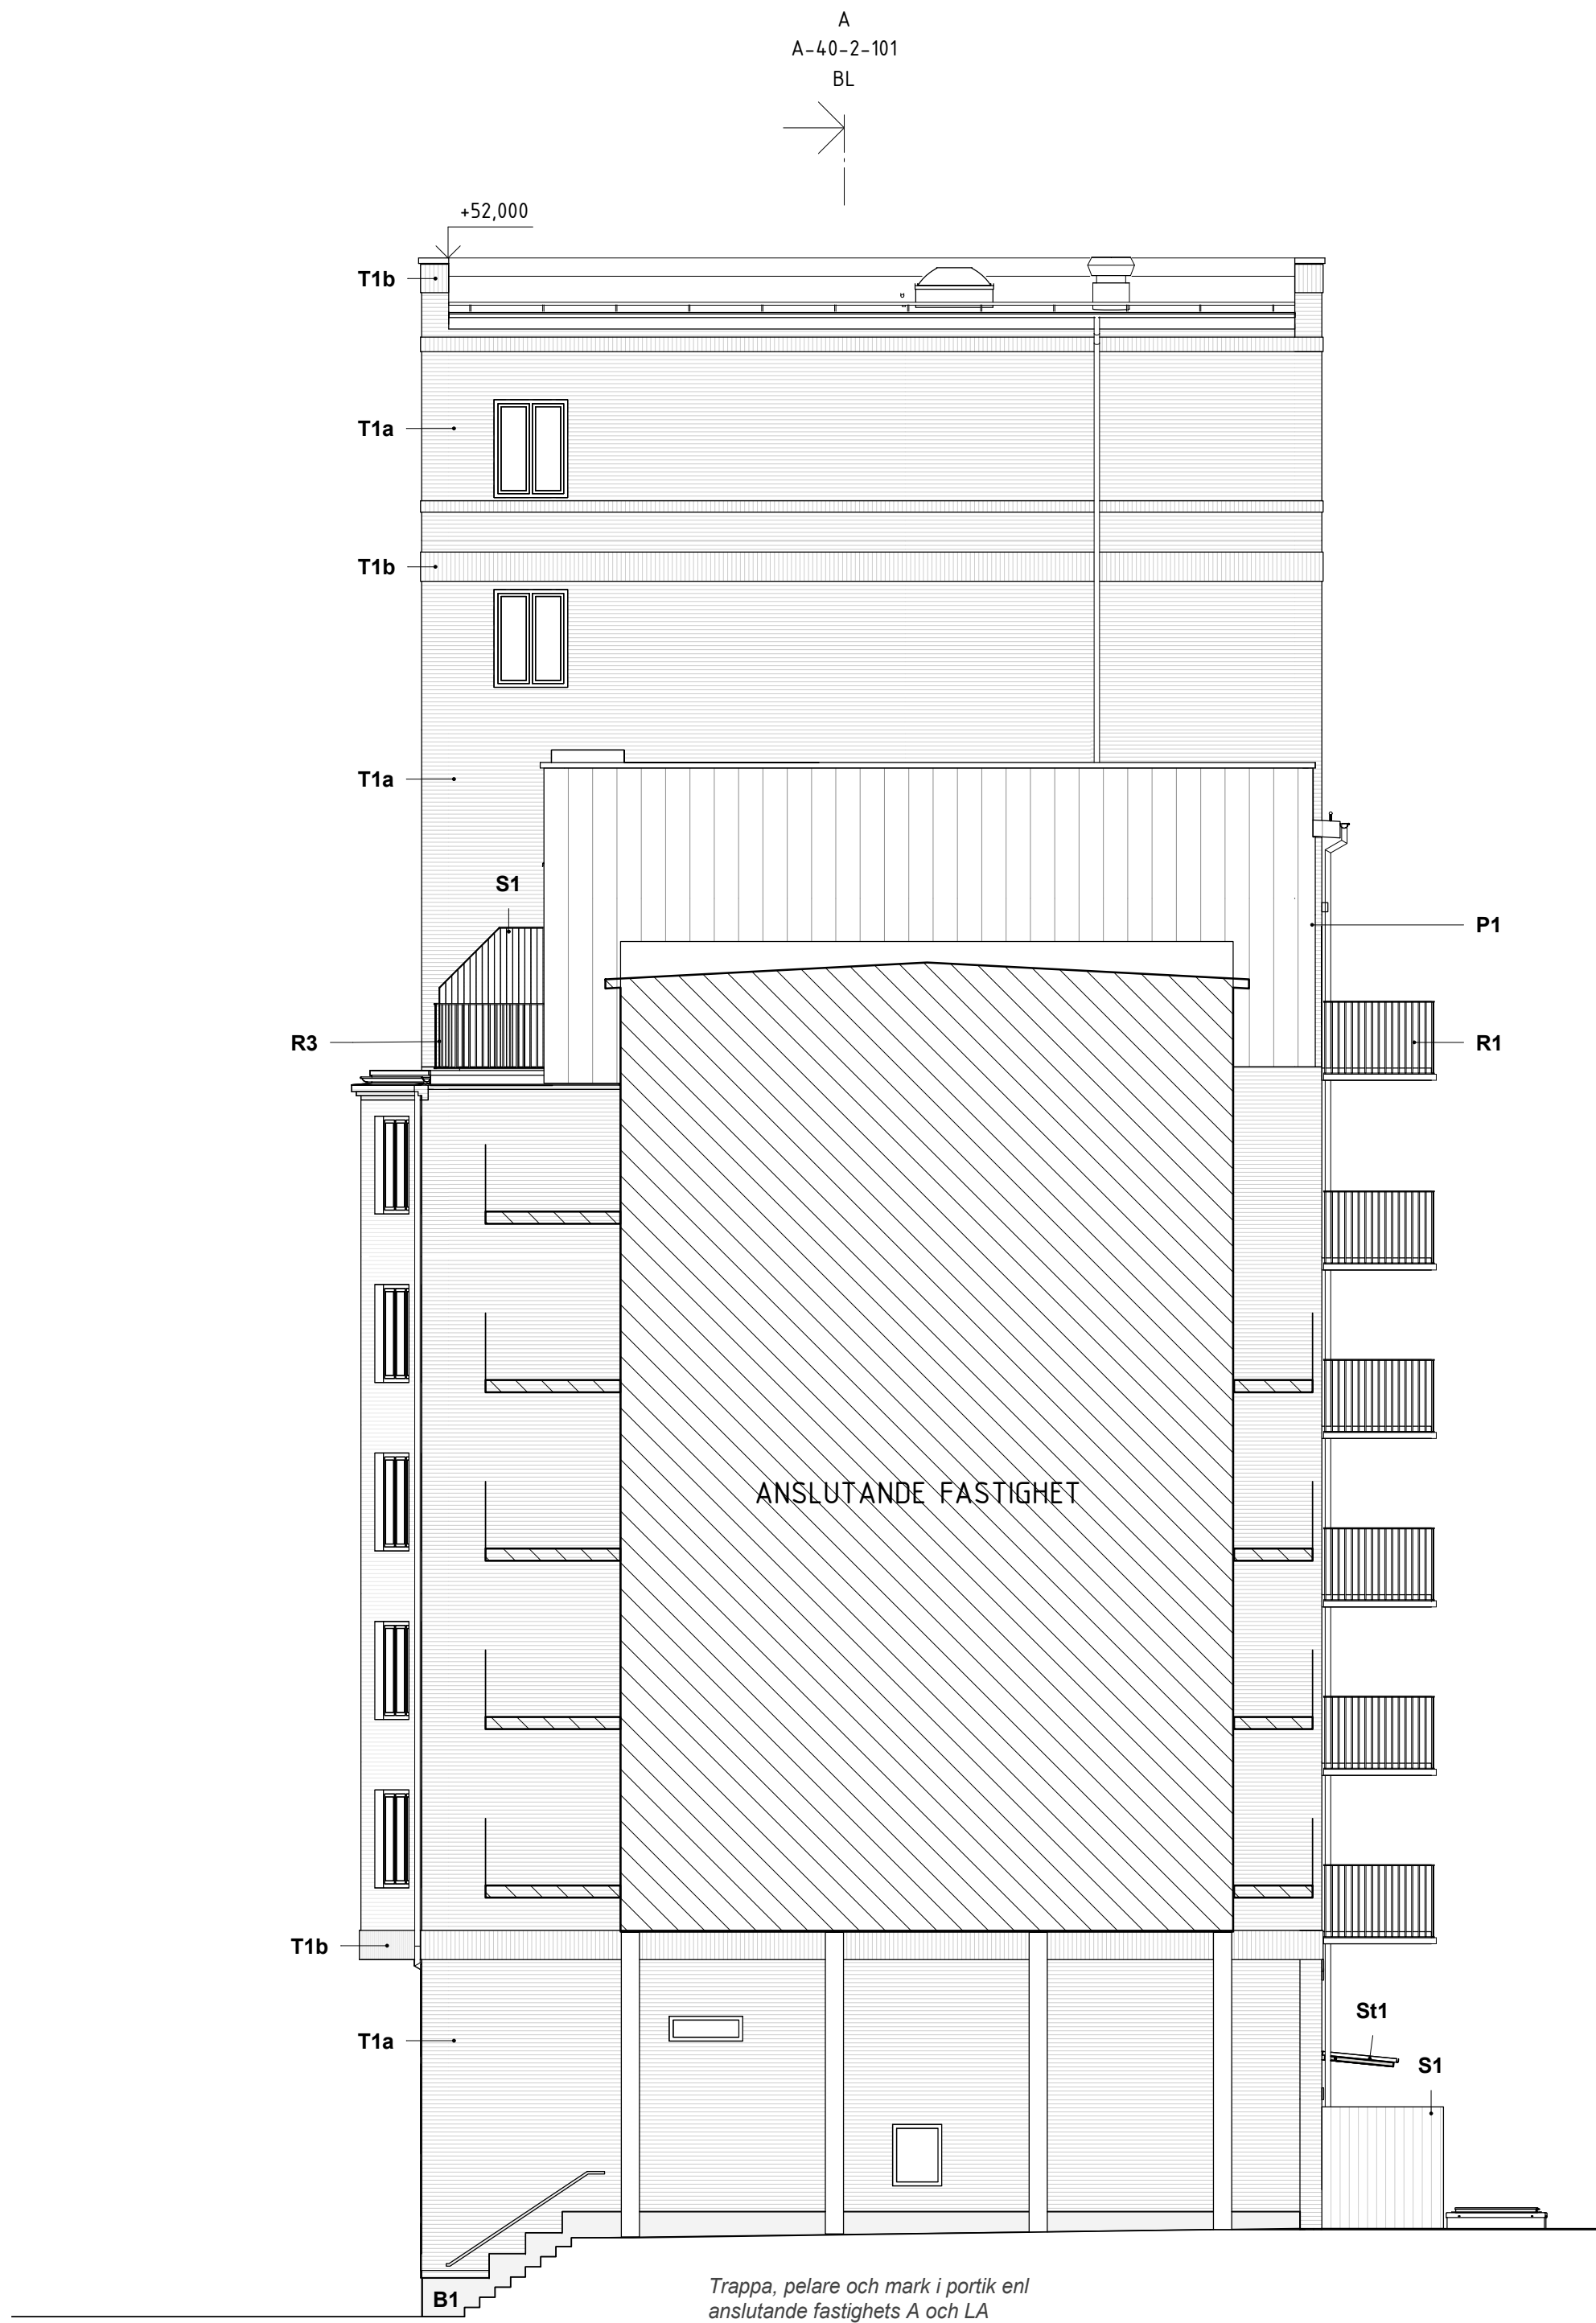 A
A-40-2-101
BL
+52,000
T1b
T1a
T1b
T1a
S1
P1
R3
R1
ANSLUTANDE FASTIGHET
T1b
St1
T1a
S1
B1
Trappa, pelare och mark i portik enl
anslutande fastighets A och LA